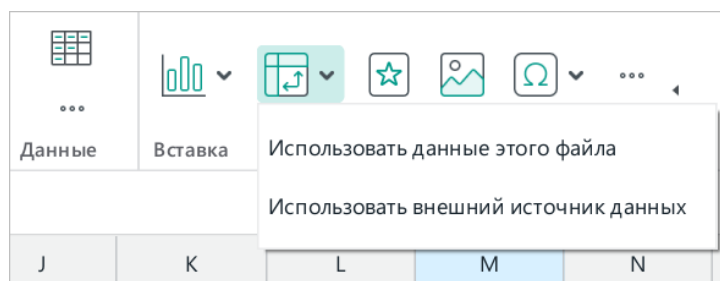 Данные
Вставка
Использовать данные этого файла
Использовать внешний источник данных
J K L M N